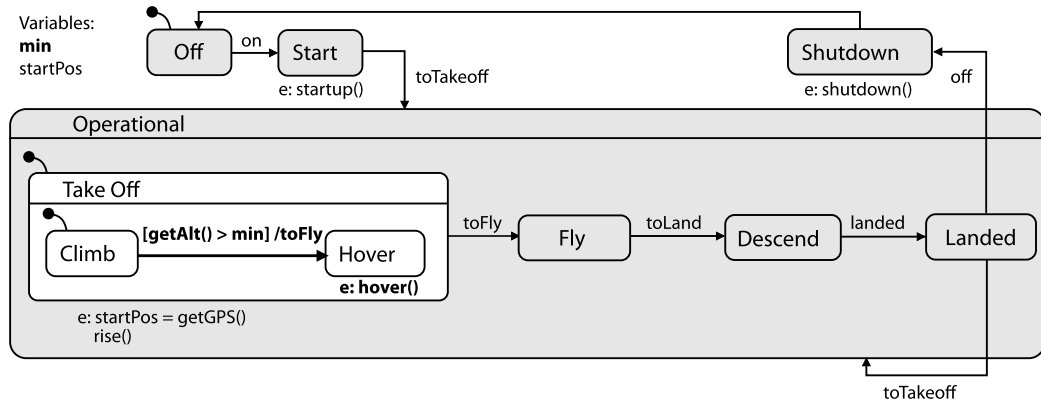 Variables:
min
startPos
Off
on
Start
e: startup()
toTakeoff
Shutdown
e: shutdown()
off
Operational
Take Off
Climb
[getAlt() > min] /toFly
Hover
e: hover()
toFly
Fly
toLand
Descend
landed
Landed
e: startPos = getGPS()
rise()
toTakeoff